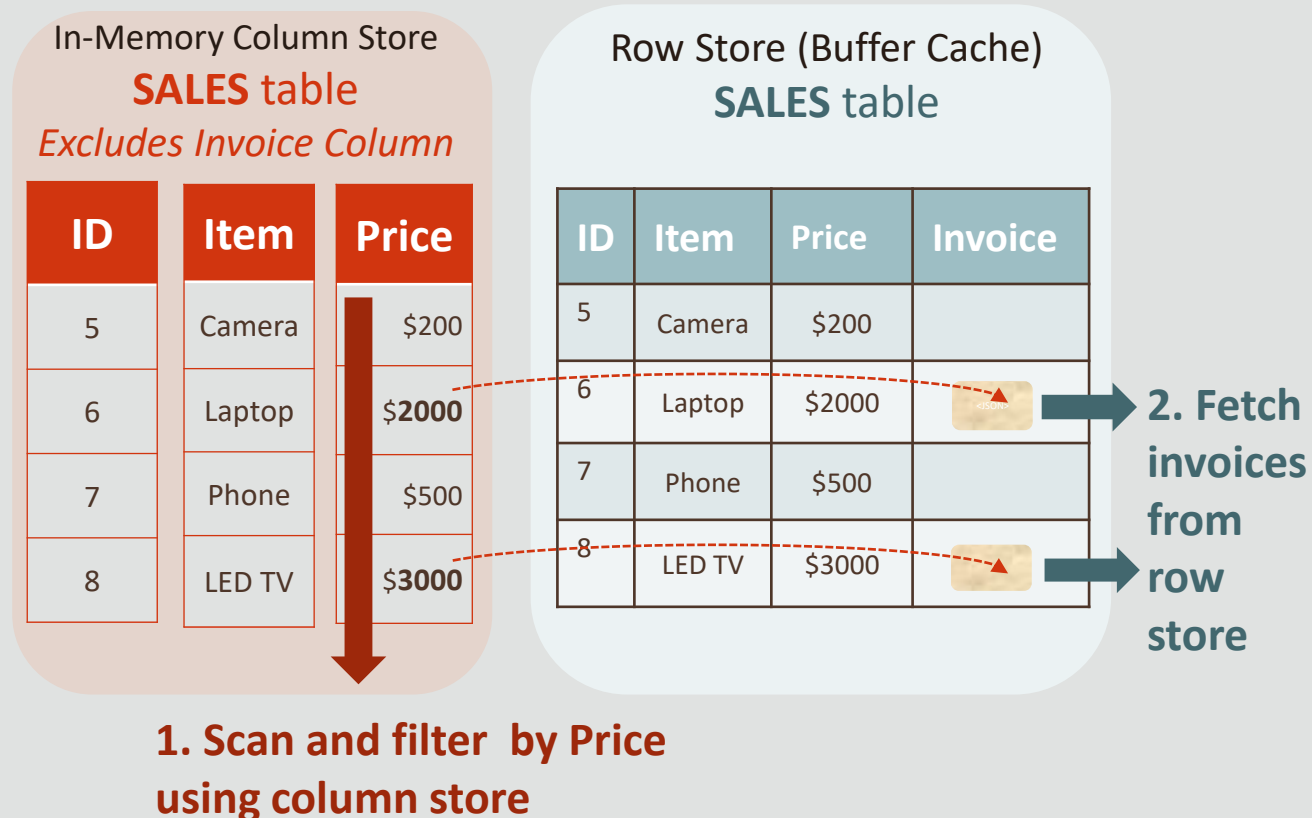 In-Memory Column Store
SALES table
Excludes Invoice Column
ID Item Price
5 Camera $200
6 Laptop $2000
7 Phone $500
8 LED TV $3000
1. Scan and filter by Price
using column store
Row Store (Buffer Cache)
SALES table
ID Item Price Invoice
5 Camera $200
6 Laptop $2000
7 Phone $500
8 LED TV $3000
2. Fetch
invoices
from
row
store